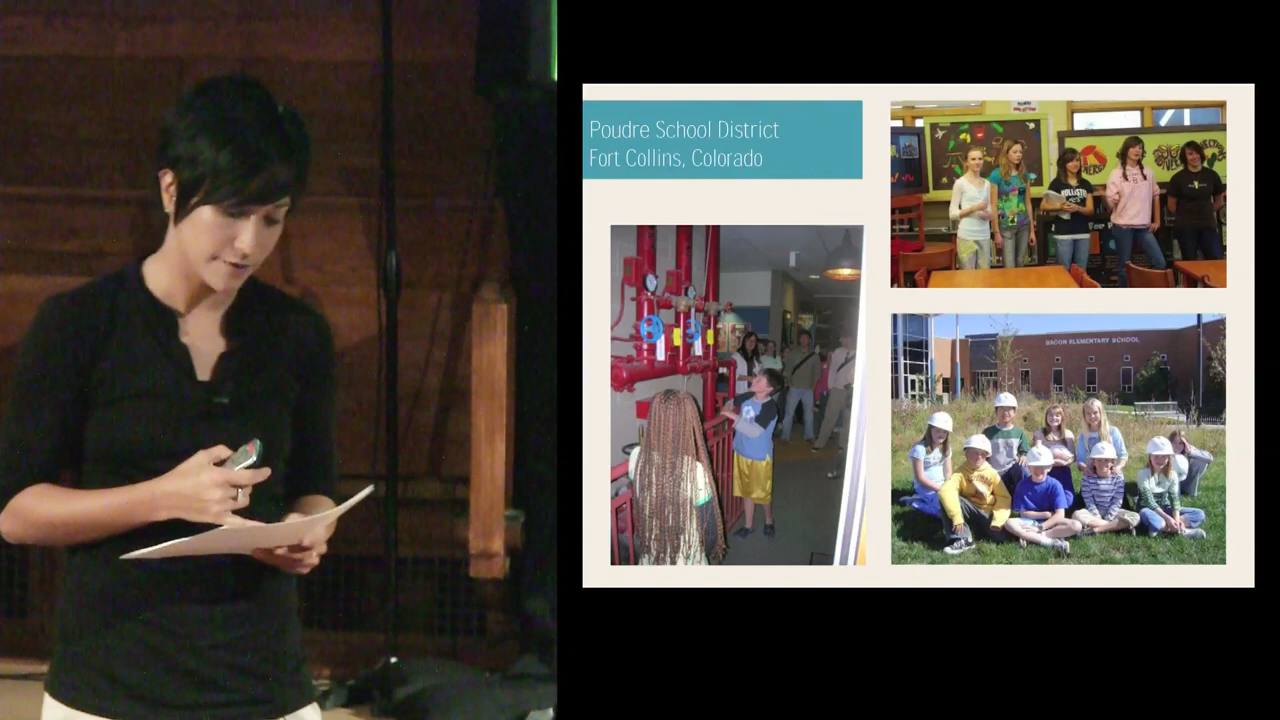 Poudre School District
Fort Collins, Colorado
HOLLISTER
BACON ELEMENTARY SCHOOL